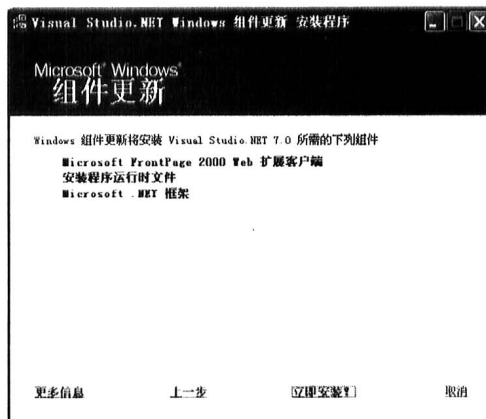 Visual Studio.NET Windows 组件更新 安装程序
Microsoft® Windows®
组件更新
Windows 组件更新将安装 Visual Studio.NET 7.0 所需的下列组件
Microsoft FrontPage 2000 Web 扩展客户端
安装程序运行时文件
Microsoft .NET 框架
更多信息 上一步 立即安装! 取消